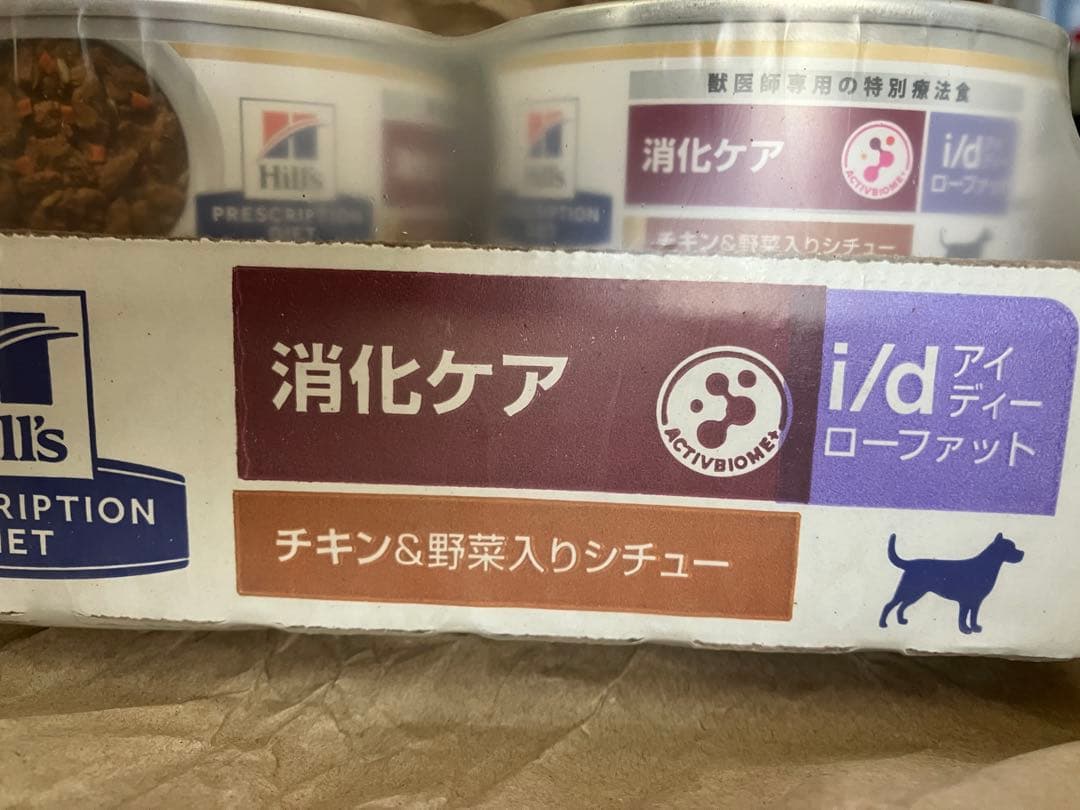 Hill's
PRESCRIPTION
DIET
Hill's
PTION
獣医師専用の特別療法食
消化ケア
ACTIVBIOME+
i/d
ローファット
チキン&野菜入りシチュー
ll's
RIPTION
IET
消化ケア
ACTIVBIOME+
i/d アイ
ディー
ローファット
チキン&野菜入りシチュー